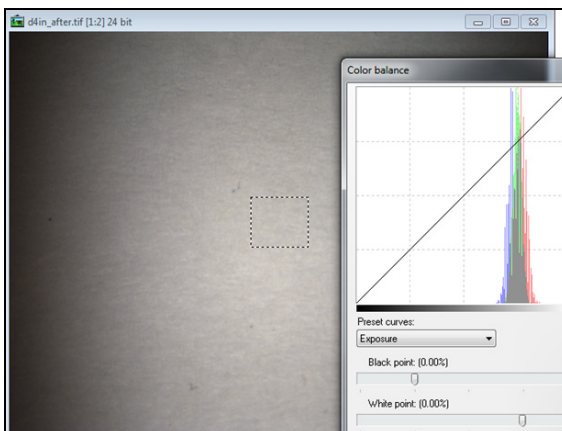 d4in_after.tif [1:2] 24 bit
Color balance
Preset curves:
Exposure
Black point: (0.00%)
White point: (0.00%)